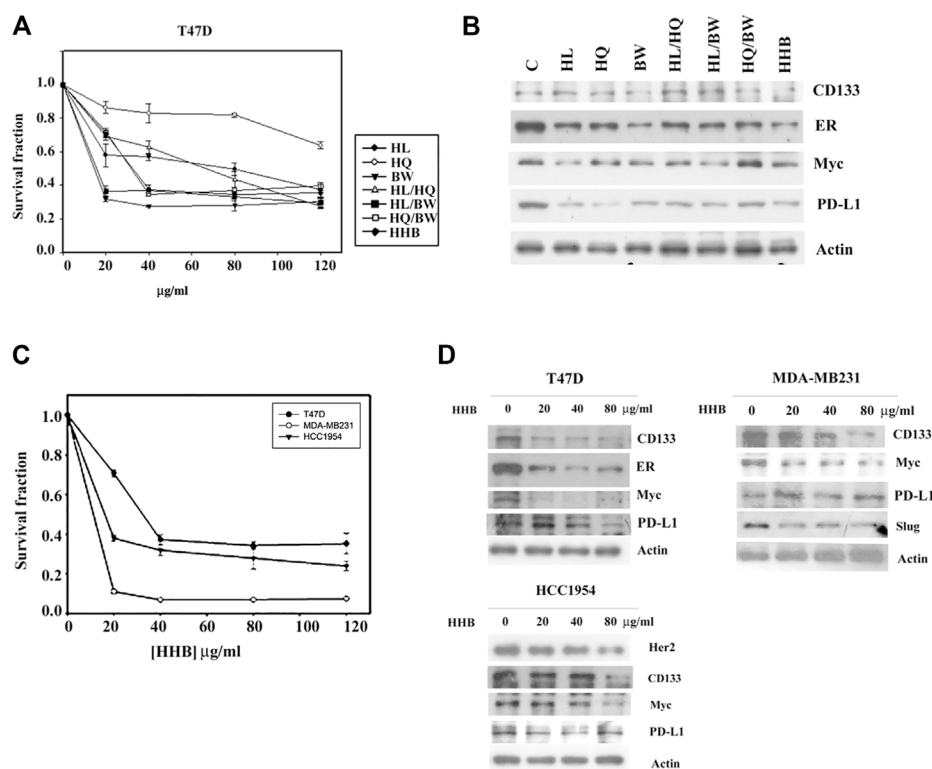 A
T47D
Survival fraction
1.0
0.8
0.6
0.4
0.2
0.0
0 20 40 60 80 100 120
µg/ml
HL
HQ
BW
HL/HQ
HL/BW
HQ/BW
HHB
B
C HL HQ BW HL/HQ HL/BW HQ/BW HHB
CD133
ER
Myc
PD-L1
Actin
C
Survival fraction
1.0
0.8
0.6
0.4
0.2
0.0
T47D
MDA-MB231
HCC1954
0 20 40 60 80 100 120
[HHB] µg/ml
D
T47D
HHB 0 20 40 80 µg/ml
CD133
ER
Myc
PD-L1
Actin
MDA-MB231
HHB 0 20 40 80 µg/ml
CD133
Myc
PD-L1
Slug
Actin
HCC1954
HHB 0 20 40 80 µg/ml
Her2
CD133
Myc
PD-L1
Actin